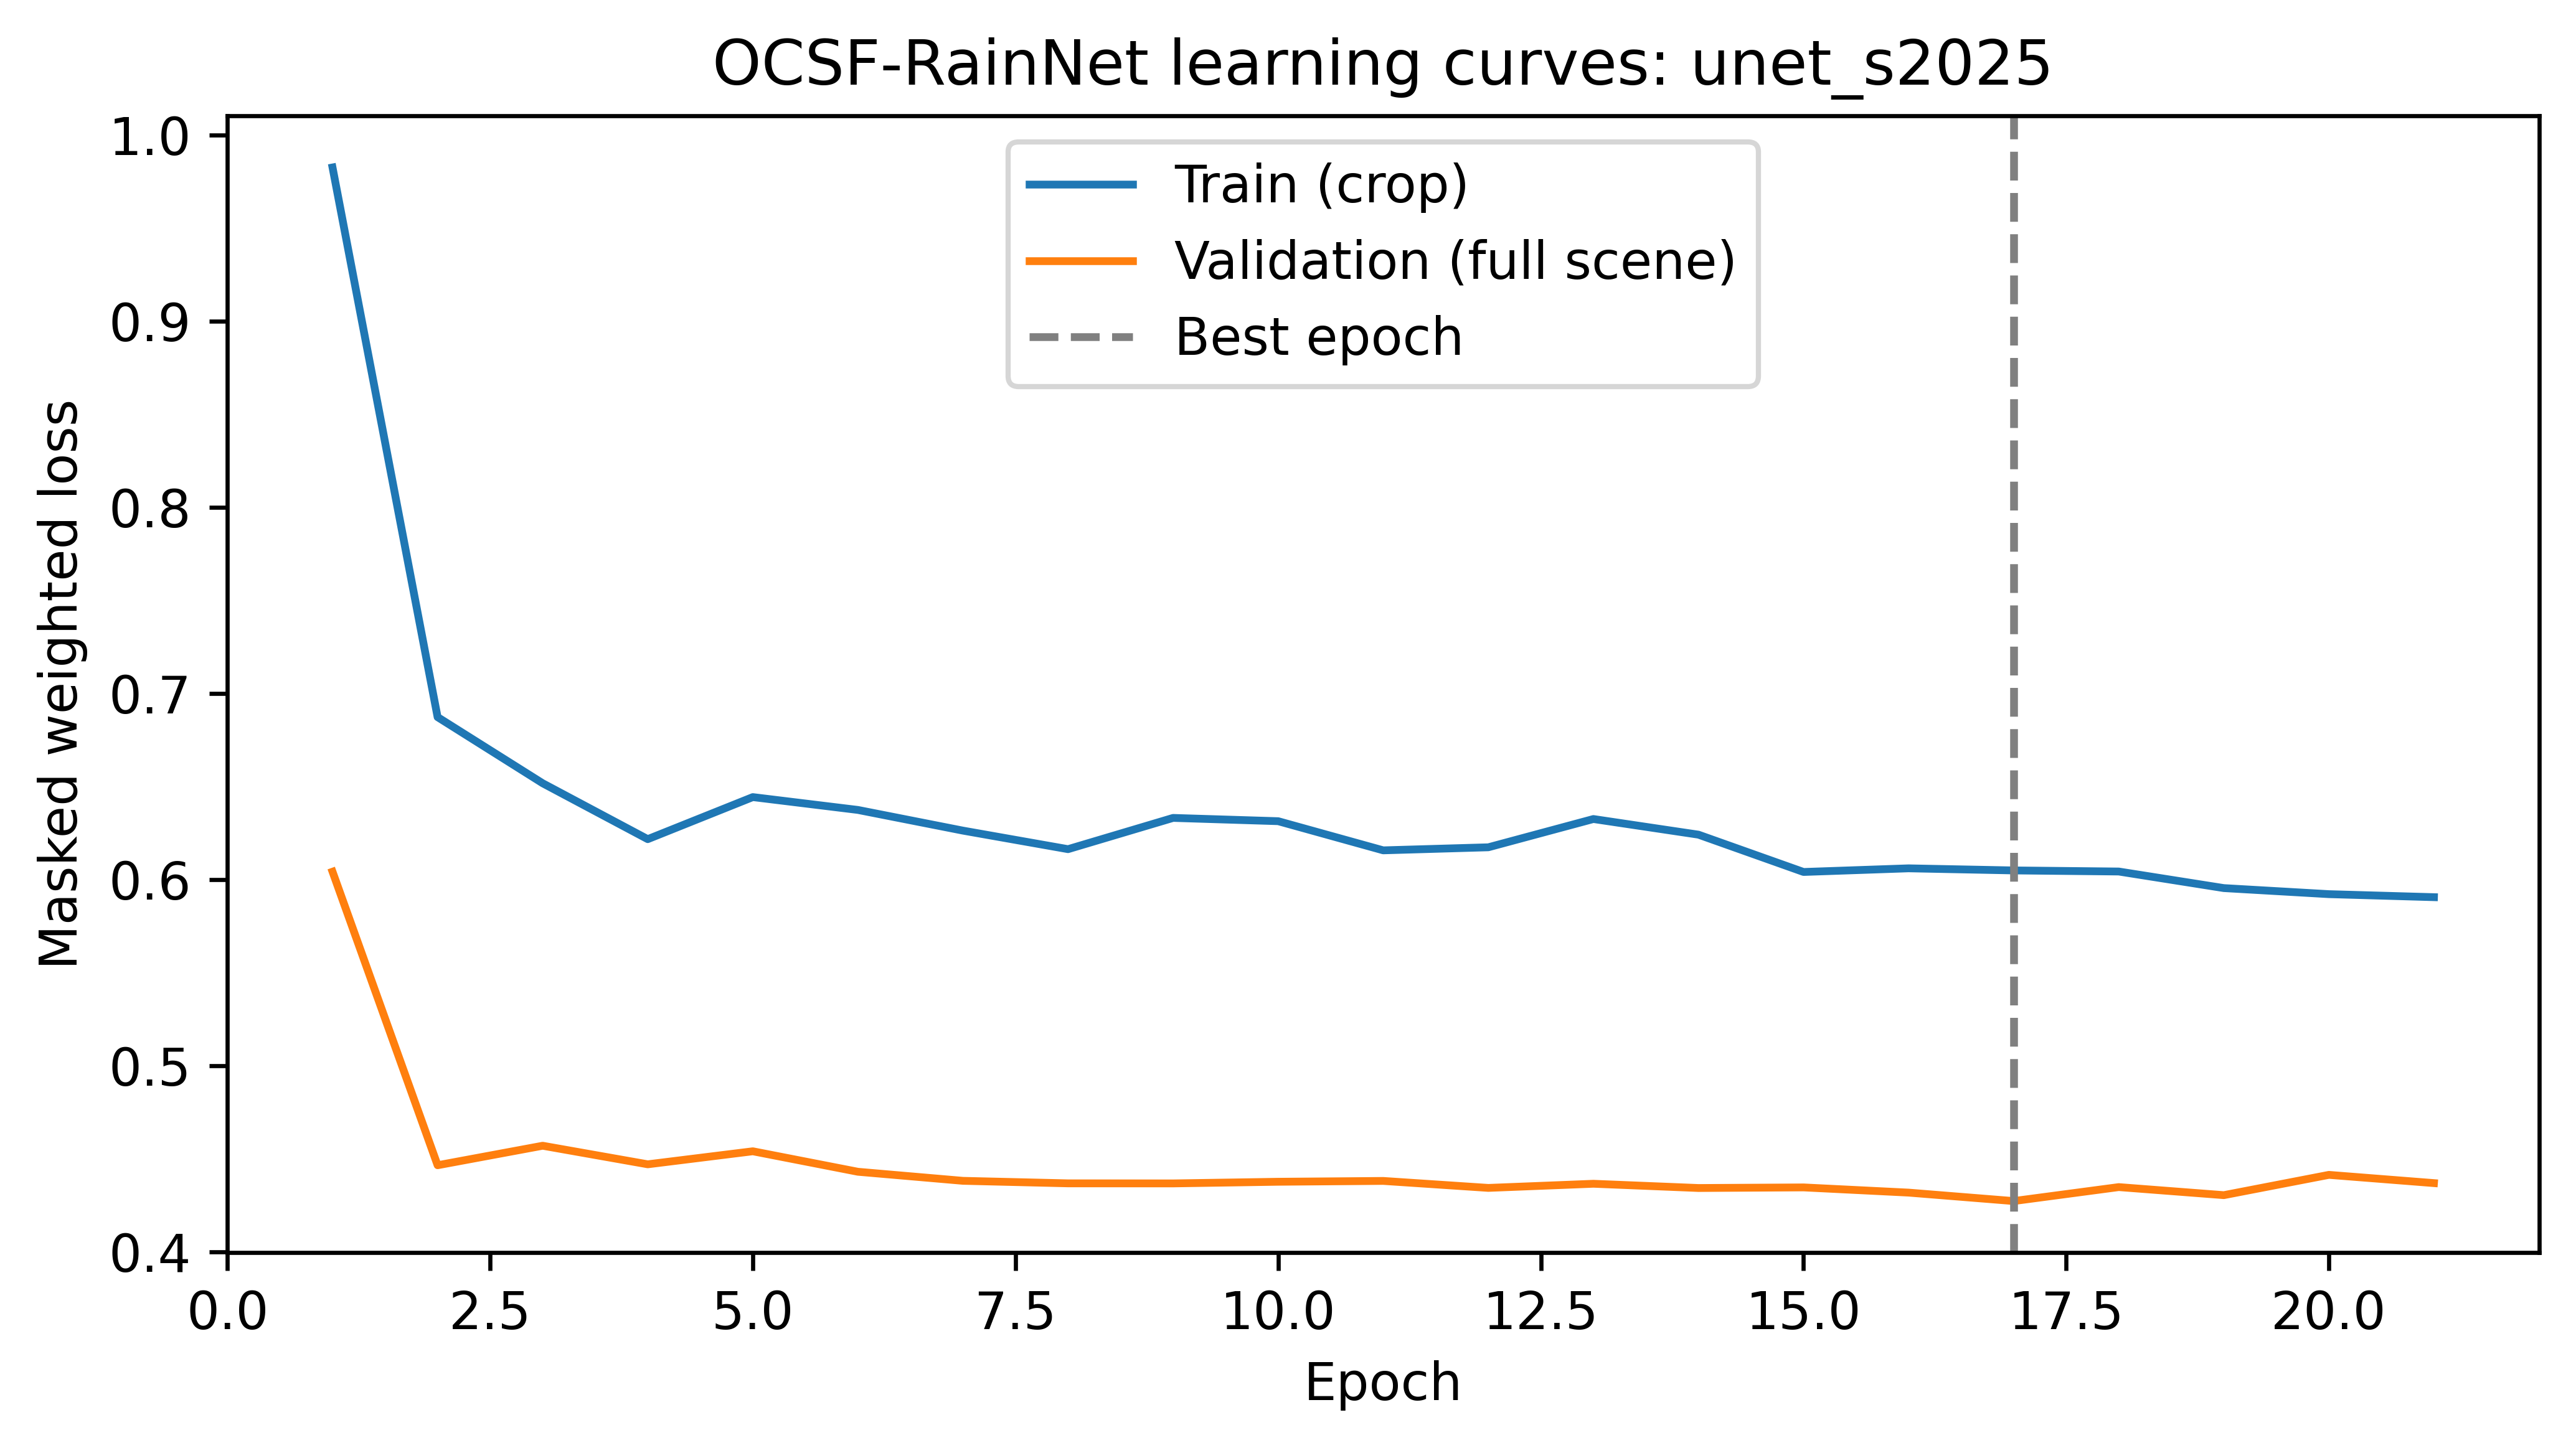 OCSF-RainNet learning curves: unet_s2025
Train (crop)
Validation (full scene)
Best epoch
Masked weighted loss
1.0
0.9
0.8
0.7
0.6
0.5
0.4
0.0 2.5 5.0 7.5 10.0 12.5 15.0 17.5 20.0
Epoch